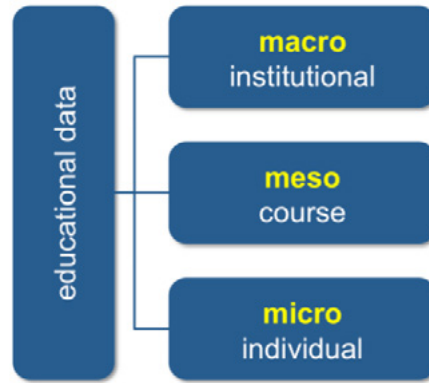 educational data
macro
institutional
meso
course
micro
individual